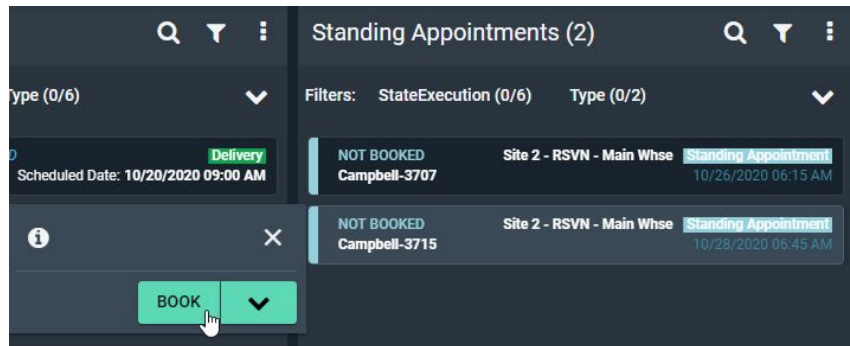 Standing Appointments (2)
Type (0/6)
Filters: StateExecution (0/6) Type (0/2)
Delivery
Scheduled Date: 10/20/2020 09:00 AM
NOT BOOKED Site 2 - RSVN - Main Whse Standing Appointment
Campbell-3707 10/26/2020 06:15 AM
NOT BOOKED Site 2 - RSVN - Main Whse Standing Appointment
Campbell-3715 10/28/2020 06:45 AM
BOOK